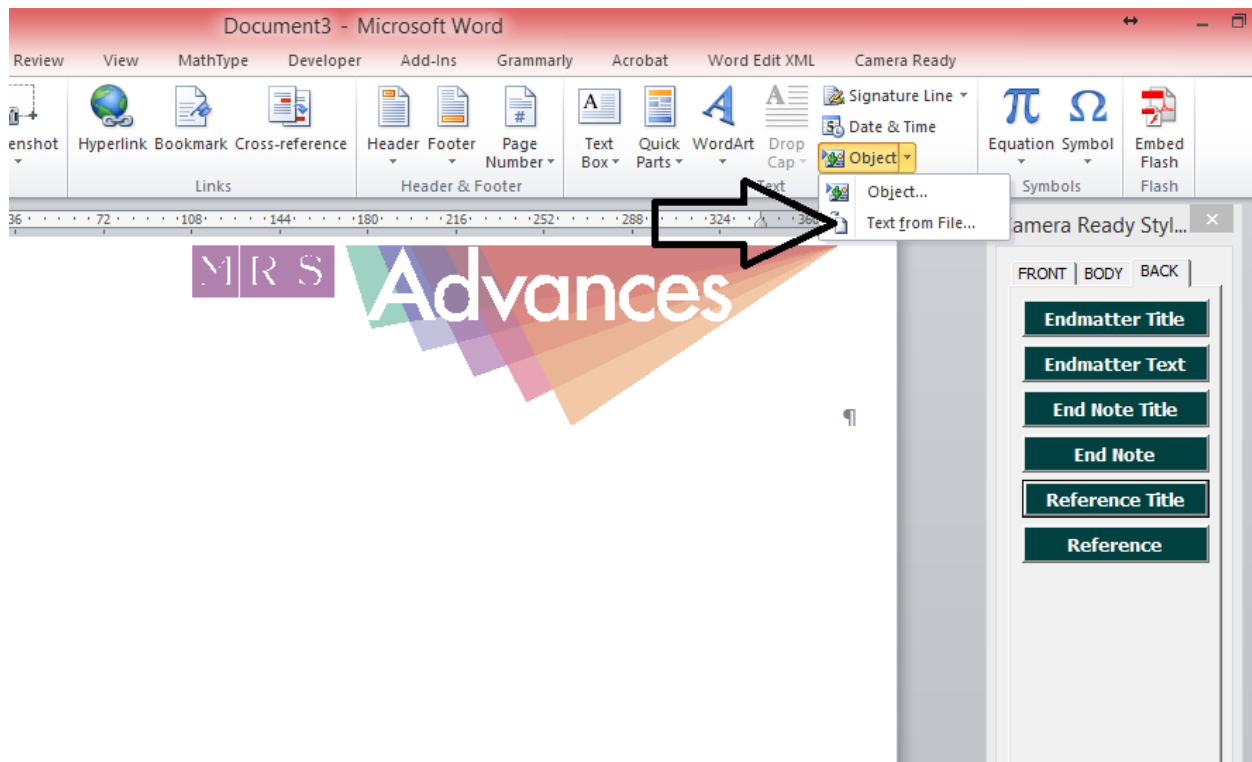 Document3 - Microsoft Word
Review View MathType Developer Add-Ins Grammarly Acrobat Word Edit XML Camera Ready
enshot Hyperlink Bookmark Cross-reference Header Footer Page Number Text Box Quick Parts WordArt Drop Cap Signature Line
Date & Time
Object
Equation Symbol Embed Flash
Links Header & Footer Text Symbols Flash
Object...
Text from File...
36 72 108 144 180 216 252 288 324 360
MRS Advances
¶
amera Ready Styl...
FRONT BODY BACK
Endmatter Title
Endmatter Text
End Note Title
End Note
Reference Title
Reference